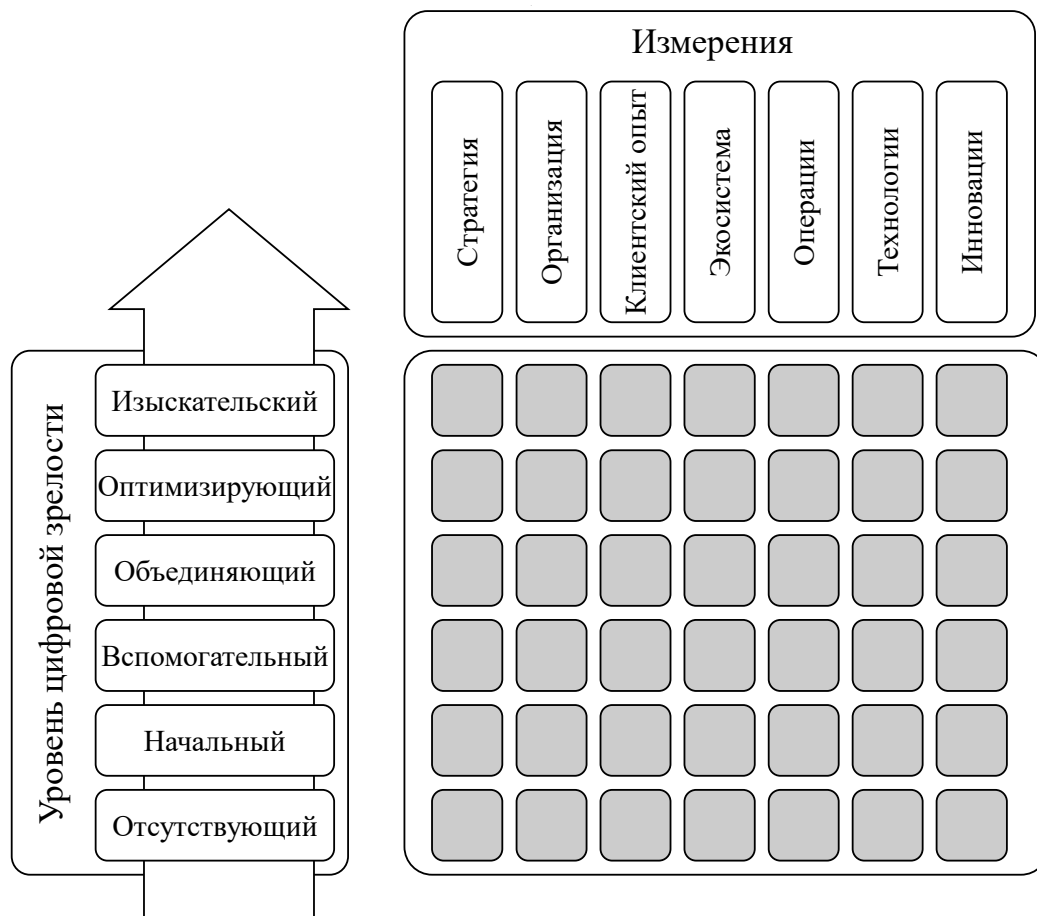 Измерения
Стратегия
Организация
Клиентский опыт
Экосистема
Операции
Технологии
Инновации
Уровень цифровой зрелости
Изыскательский
Оптимизирующий
Объединяющий
Вспомогательный
Начальный
Отсутствующий